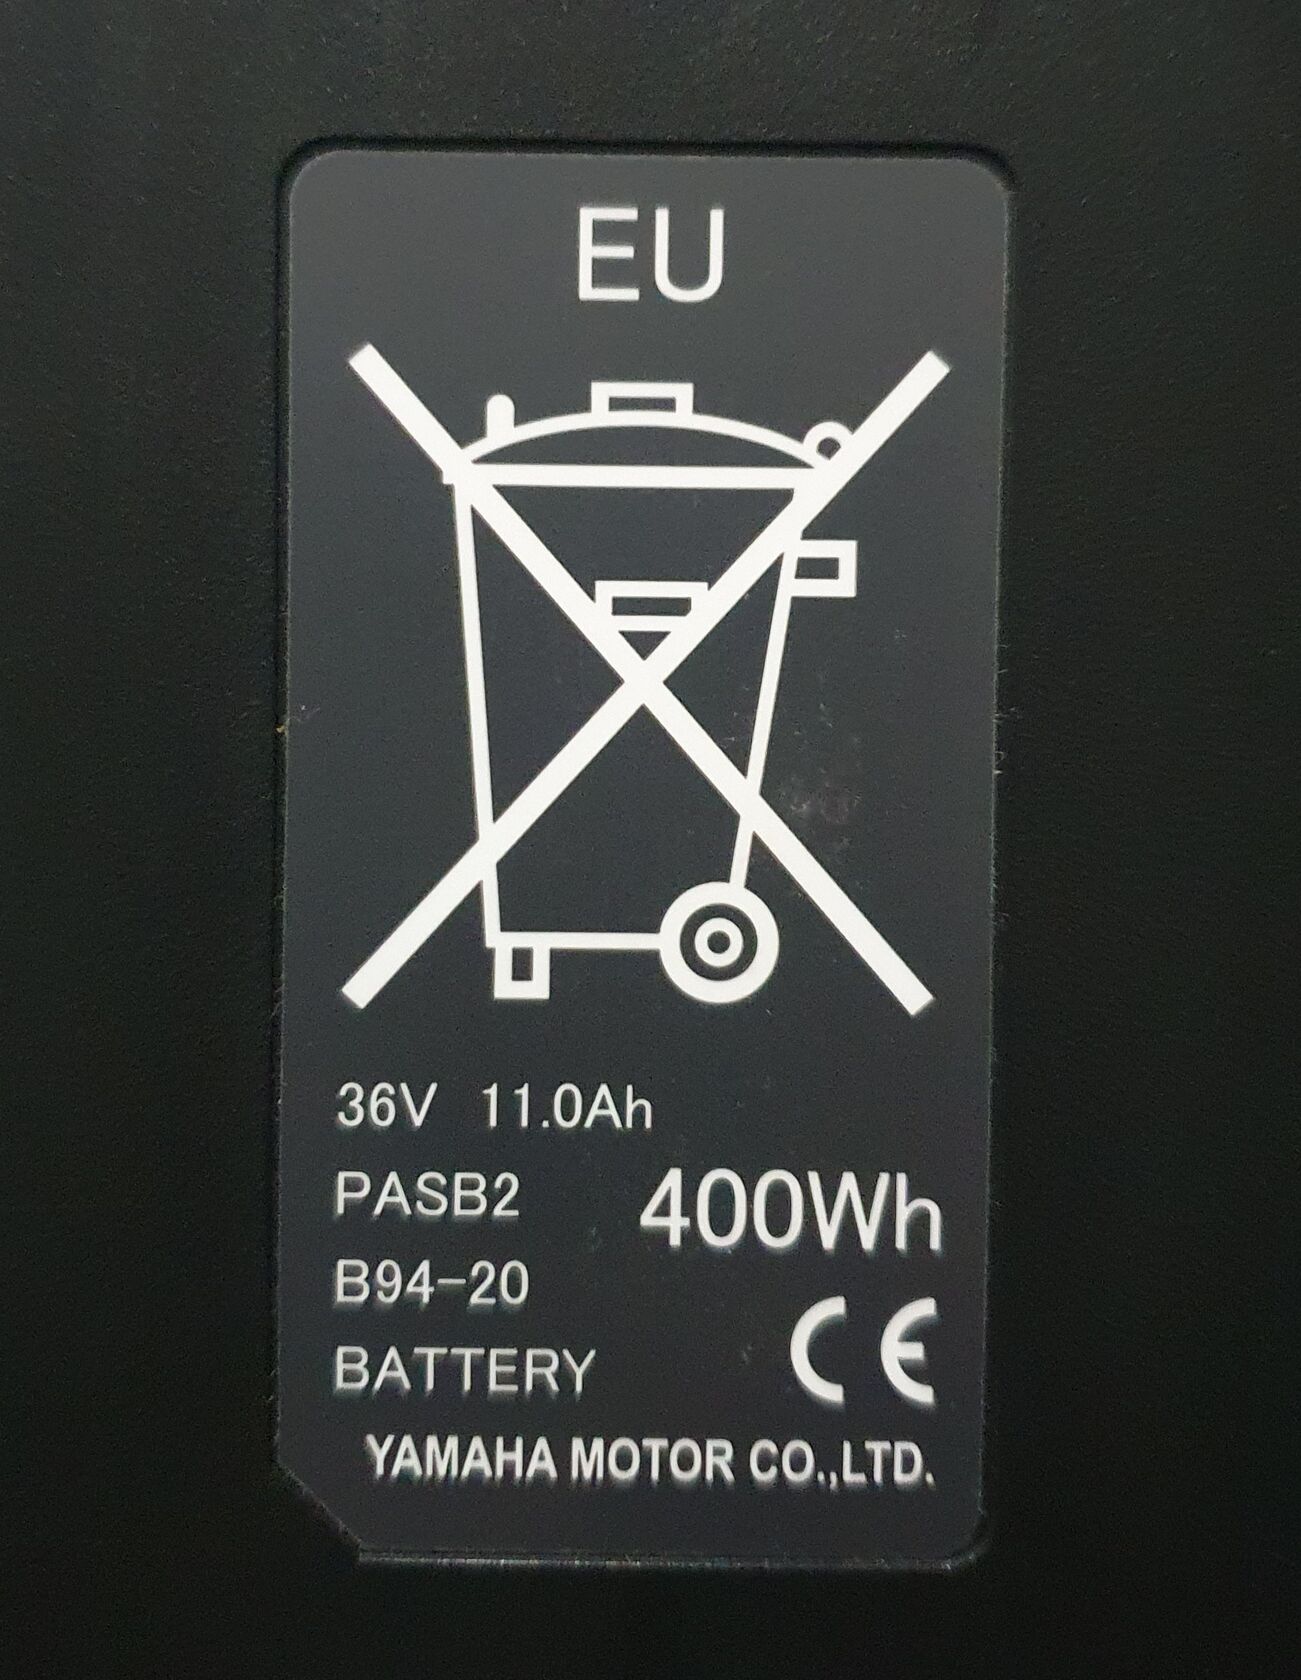 EU
36V 11.0Ah
PASB2
400Wh
B94-20
BATTERY
CE
YAMAHA MOTOR CO.,LTD.